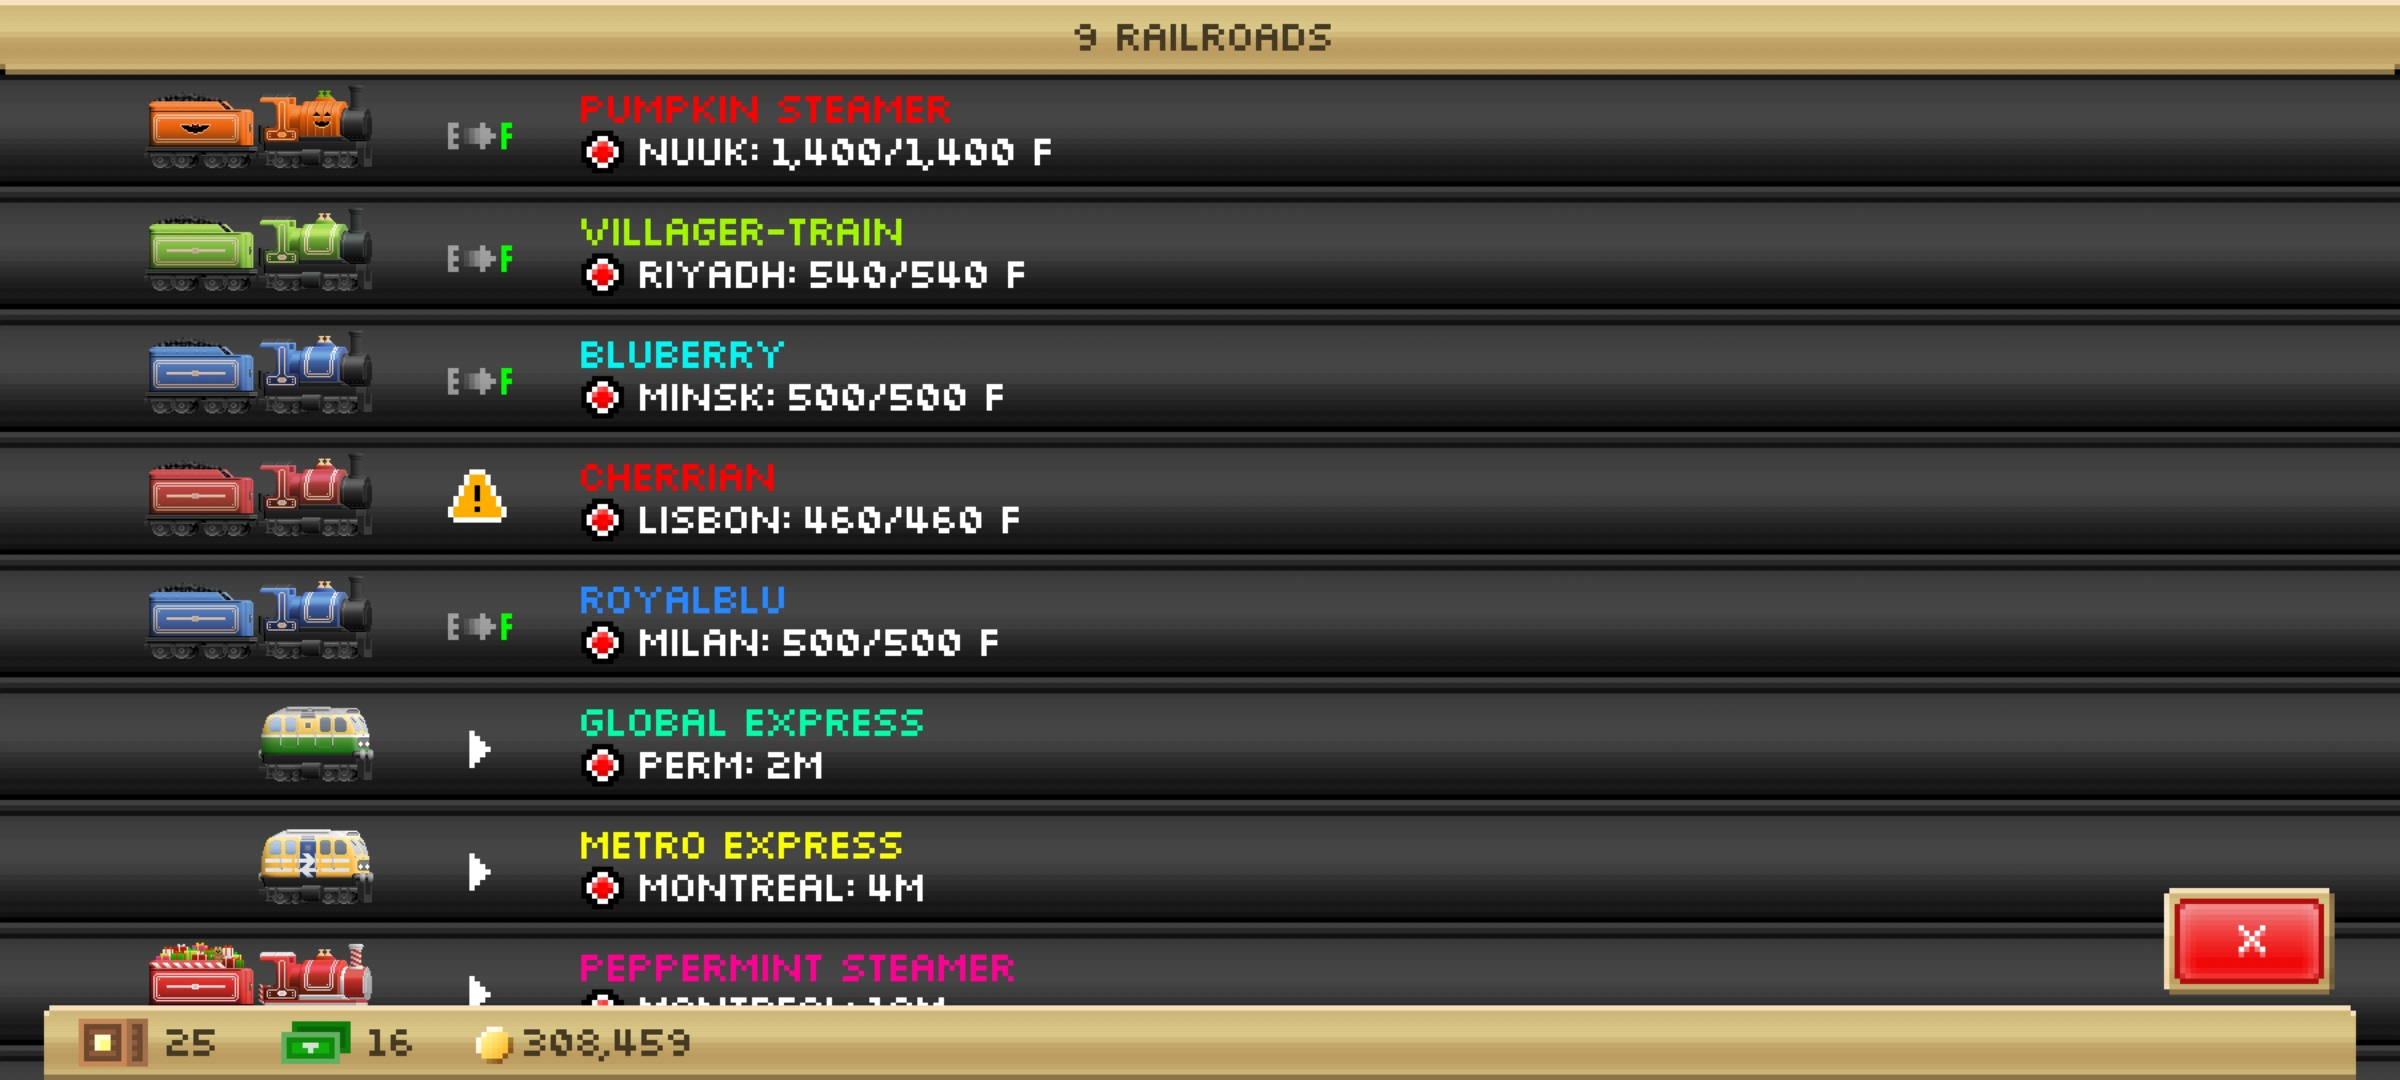 9 RAILROADS
PUMPKIN STEAMER
E F
NUUK: 1,400/1,400 F
VILLAGER-TRAIN
E F
RIYADH: 540/540 F
BLUBERRY
E F
MINSK: 500/500 F
CHERRIAN
!
LISBON: 460/460 F
ROYALBLU
E F
MILAN: 500/500 F
GLOBAL EXPRESS
PERM: 2M
METRO EXPRESS
MONTREAL: 4M
X
PEPPERMINT STEAMER
25 16 308,459